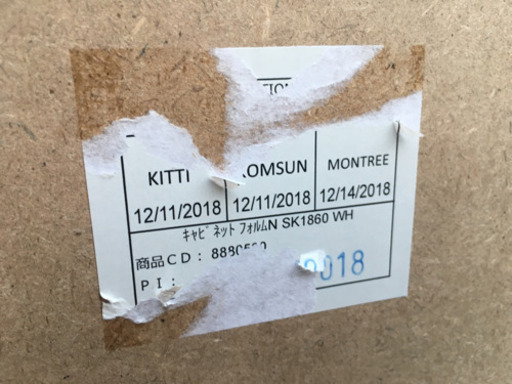 KITTI OMSUN MONTREE
12/11/2018 12/11/2018 12/14/2018
ｷｬﾋﾞﾈｯﾄ ﾌｫﾙﾑN SK1860 WH
商品ＣＤ：
ＰＩ： 2018